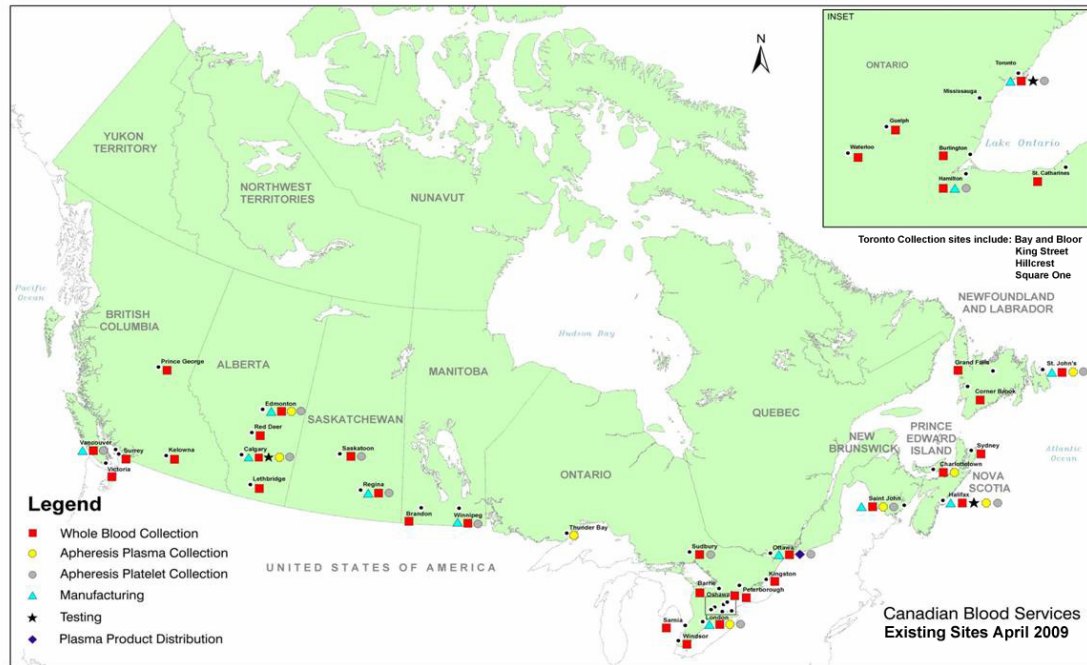 INSET
N
Toronto
ONTARIO
Mississauga
Guelph
Lake Ontario
Waterloo
Burlington
Hamilton
St. Catharines
Toronto Collection sites include: Bay and Bloor
King Street
Hillcrest
Square One
YUKON
TERRITORY
NORTHWEST
TERRITORIES
NUNAVUT
Pacific
Ocean
BRITISH
COLUMBIA
Hudson Bay
NEWFOUNDLAND
AND LABRADOR
Prince George
ALBERTA
MANITOBA
Grand Falls
St. John's
Edmonton
SASKATCHEWAN
Corner Brook
QUEBEC
Red Deer
PRINCE
EDWARD
ISLAND
NEW
BRUNSWICK
Sydney
Atlantic
Ocean
Vancouver
Surrey
Kelowna
Calgary
Saskatoon
Charlottetown
Victoria
ONTARIO
NOVA
SCOTIA
Lethbridge
Regina
Saint John
Halifax
Brandon
Winnipeg
Thunder Bay
Sudbury
Ottawa
UNITED STATES OF AMERICA
Kingston
Barrie
Oshawa
Peterborough
Sarnia
London
Windsor
Legend
Whole Blood Collection
Apheresis Plasma Collection
Apheresis Platelet Collection
Manufacturing
Testing
Plasma Product Distribution
Canadian Blood Services
Existing Sites April 2009